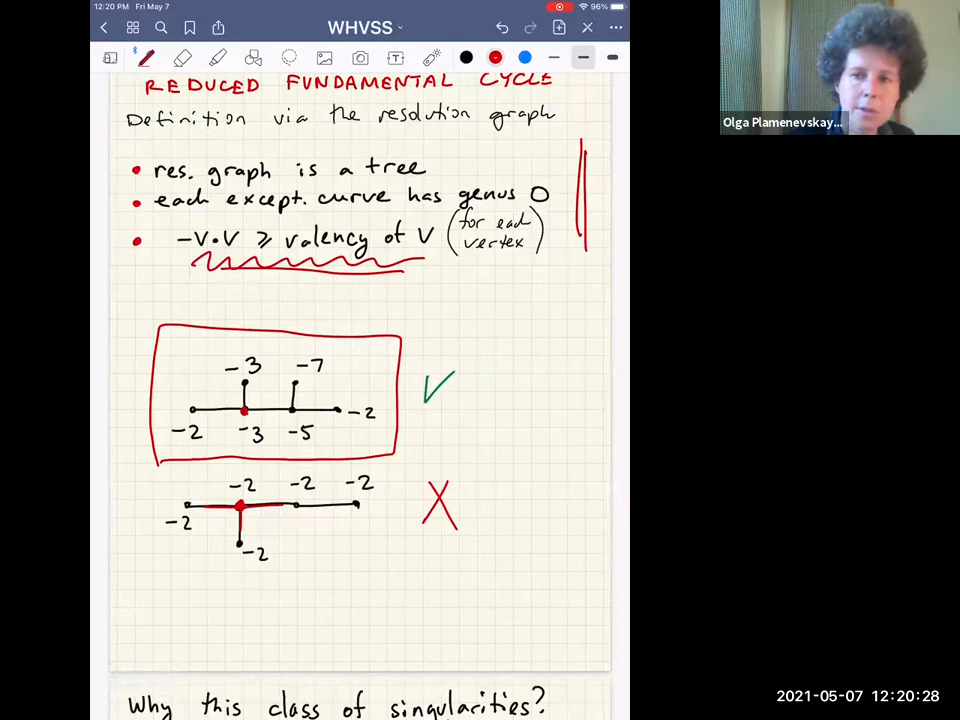 12:20 PM Fri May 7
96%
WHVSS
REDUCED FUNDAMENTAL CYCLE
Definition via the resolution graph
• res. graph is a tree
• each except. curve has genus 0
• -v·v ≥ valency of v (for each vertex)
-3 -7
-2 -3 -5 -2
-2 -2 -2
-2
-2
Why this class of singularities?
Olga Plamenevskay...
2021-05-07 12:20:28